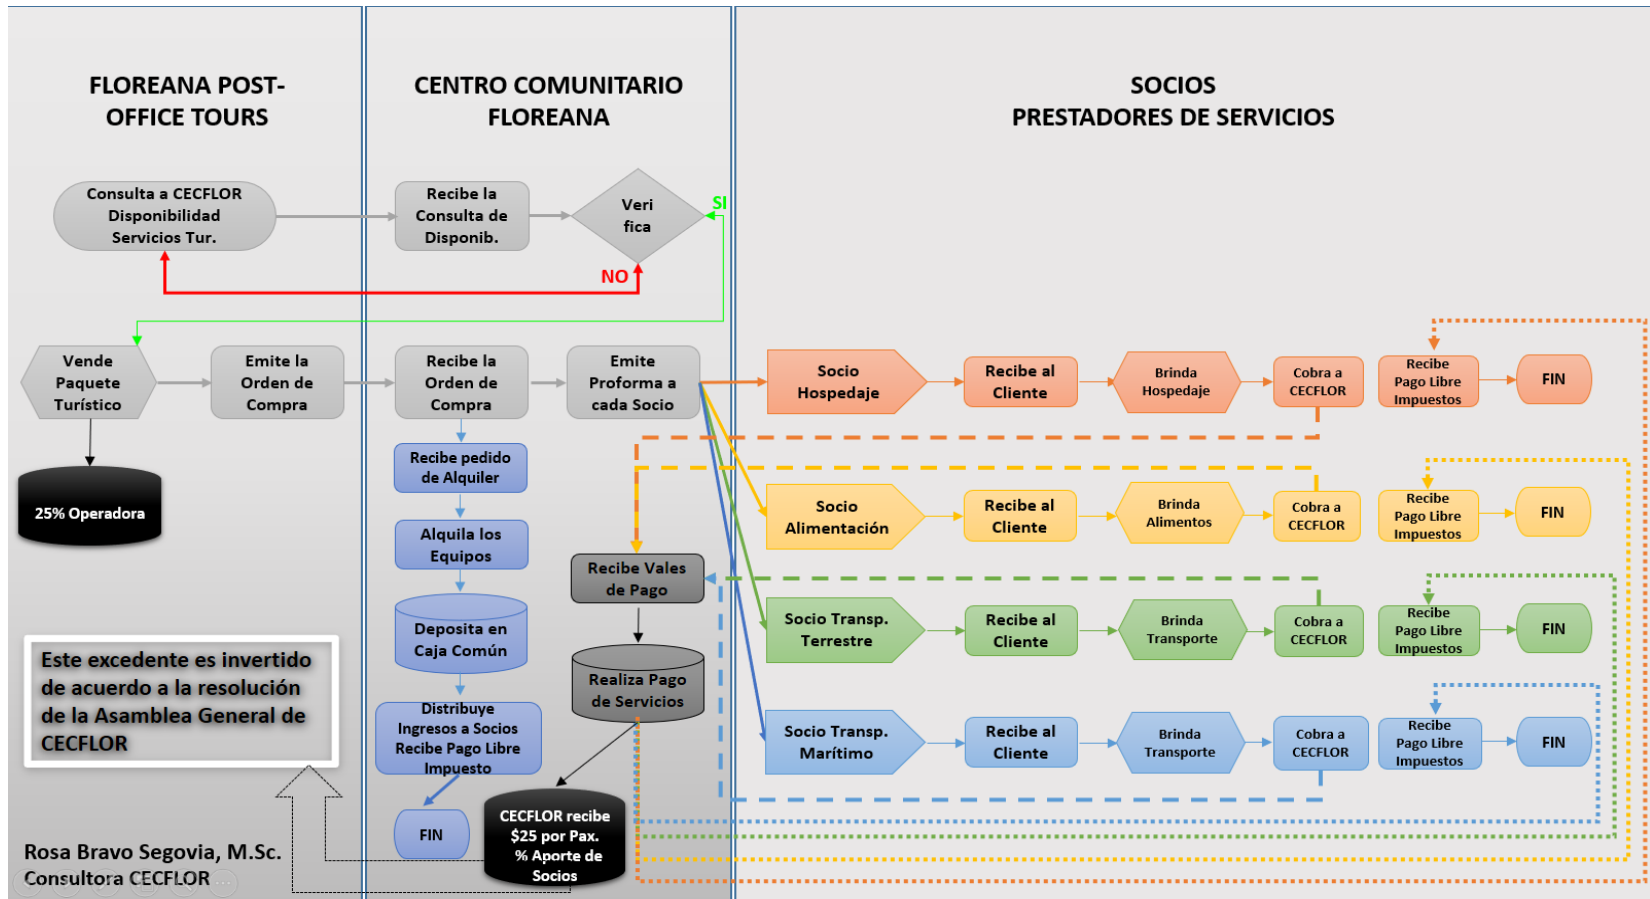 FLOREANA POST-
OFFICE TOURS
CENTRO COMUNITARIO
FLOREANA
SOCIOS
PRESTADORES DE SERVICIOS
Consulta a CECFLOR
Disponibilidad
Servicios Tur.
Recibe la
Consulta de
Disponib.
Veri
fica
SI
NO
Vende
Paquete
Turístico
Emite la
Orden de
Compra
Recibe la
Orden de
Compra
Emite
Proforma a
cada Socio
Socio
Hospedaje
Recibe al
Cliente
Brinda
Hospedaje
Cobra a
CECFLOR
Recibe
Pago Libre
Impuestos
FIN
25% Operadora
Recibe pedido
de Alquiler
Alquila los
Equipos
Deposita en
Caja Común
Distribuye
Ingresos a Socios
Recibe Pago Libre
Impuesto
FIN
Recibe Vales
de Pago
Realiza Pago
de Servicios
CECFLOR recibe
$25 por Pax.
% Aporte de
Socios
Socio
Alimentación
Recibe al
Cliente
Brinda
Alimentos
Cobra a
CECFLOR
Recibe
Pago Libre
Impuestos
FIN
Socio Transp.
Terrestre
Recibe al
Cliente
Brinda
Transporte
Cobra a
CECFLOR
Recibe
Pago Libre
Impuestos
FIN
Socio Transp.
Marítimo
Recibe al
Cliente
Brinda
Transporte
Cobra a
CECFLOR
Recibe
Pago Libre
Impuestos
FIN
Este excedente es invertido
de acuerdo a la resolución
de la Asamblea General de
CECFLOR
Rosa Bravo Segovia, M.Sc.
Consultora CECFLOR